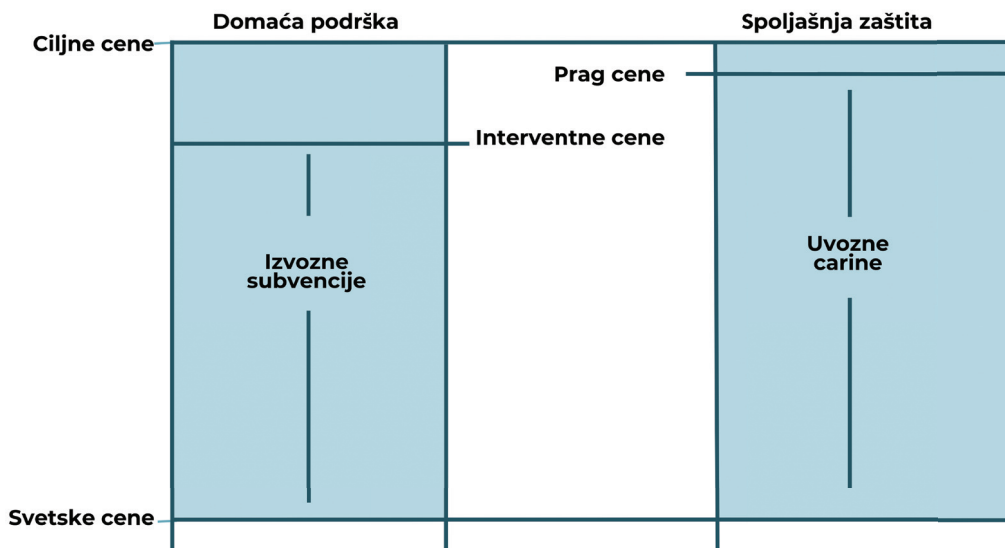 Domaća podrška
Spoljašnja zaštita
Ciljne cene
Prag cene
Interventne cene
Izvozne
subvencije
Uvozne
carine
Svetske cene